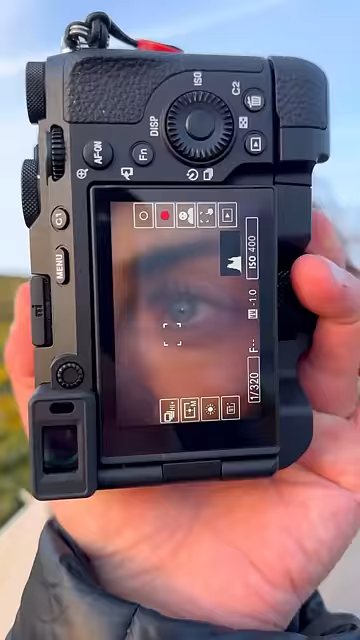 ISO
C2
DISP
AF-ON
Fn
C1
MENU
ISO 400
-1.0
F--
1/320
M